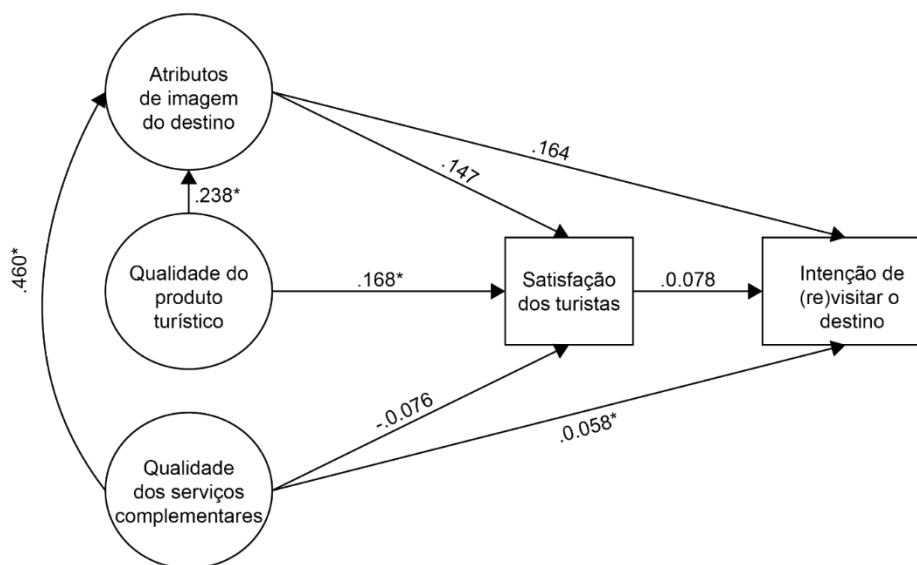 Atributos
de imagem
do destino
.164
.147
.238*
.460*
Qualidade do
produto
turístico
.168*
Satisfação
dos turistas
.0.078
Intenção de
(re)visitar o
destino
-.0.076
.0.058*
Qualidade
dos serviços
complementares